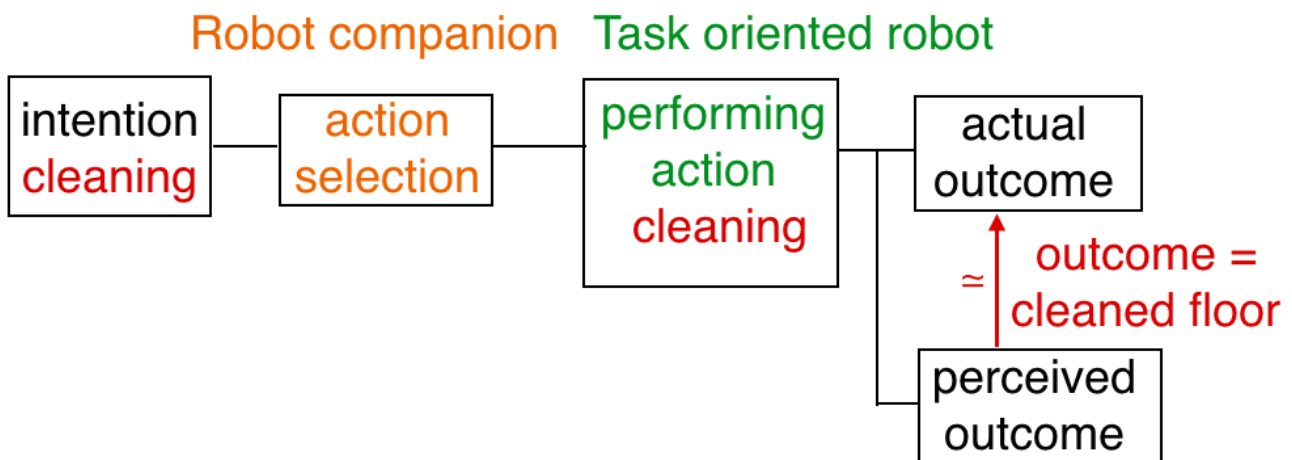 Robot companion
Task oriented robot
intention
cleaning
action
selection
performing
action
cleaning
actual
outcome
≃
outcome =
cleaned floor
perceived
outcome